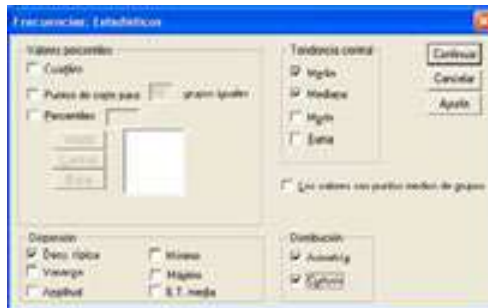 Frecuencias: Estadísticos
Valores percentiles
Cuartiles
Puntos de corte para grupos iguales
Percentiles
Tendencia central
Media
Mediana
Moda
Suma
Continuar
Cancelar
Ayuda
Los valores son puntos medios de grupos
Dispersión
Desv. típica
Varianza
Amplitud
Mínimo
Máximo
E.T. media
Distribución
Asimetría
Curtosis